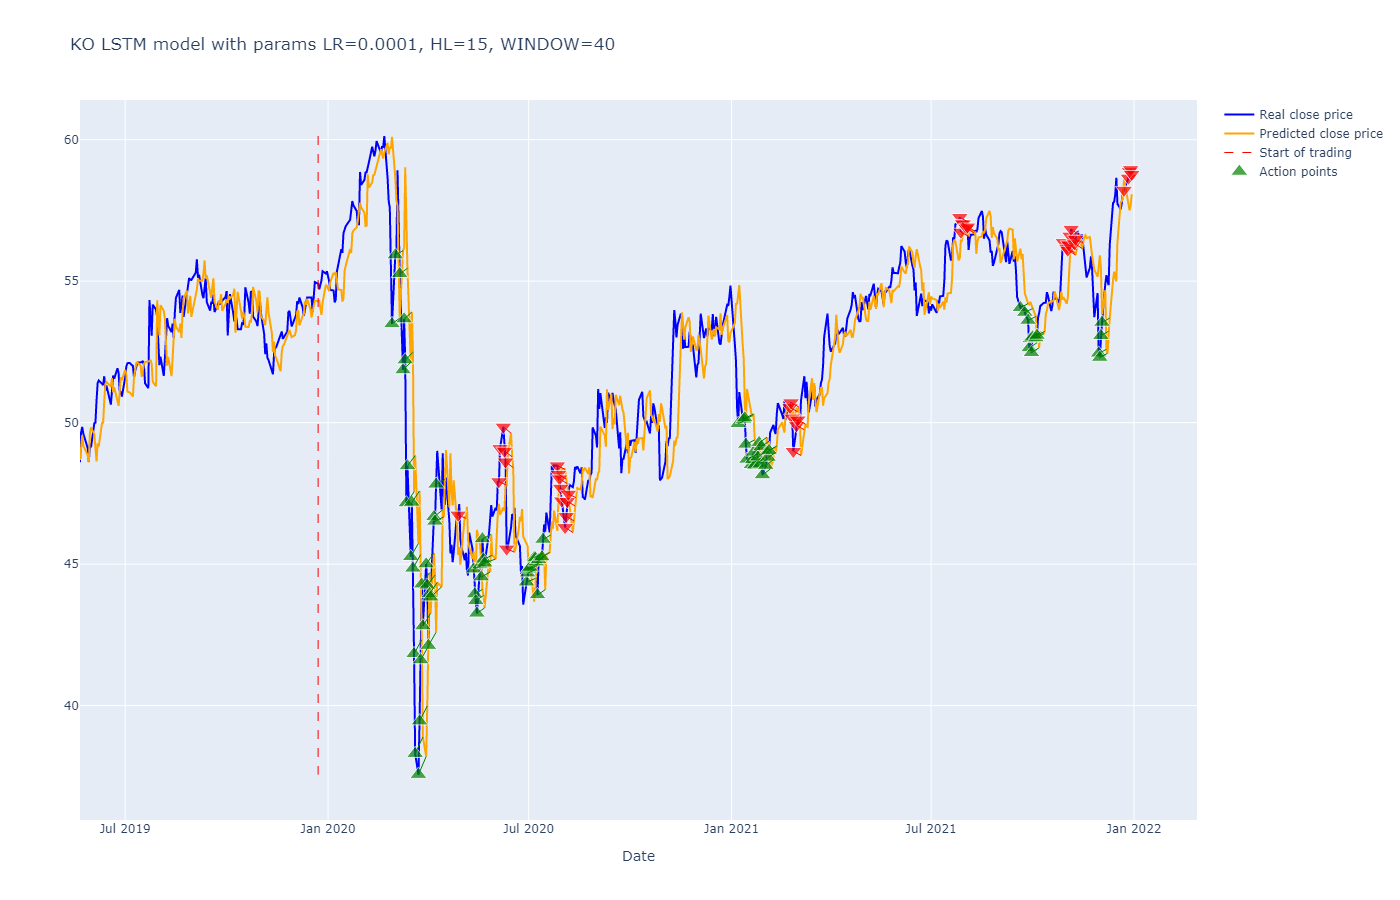 KO LSTM model with params LR=0.0001, HL=15, WINDOW=40
Real close price
Predicted close price
Start of trading
Action points
60
55
50
45
40
Jul 2019
Jan 2020
Jul 2020
Jan 2021
Jul 2021
Jan 2022
Date